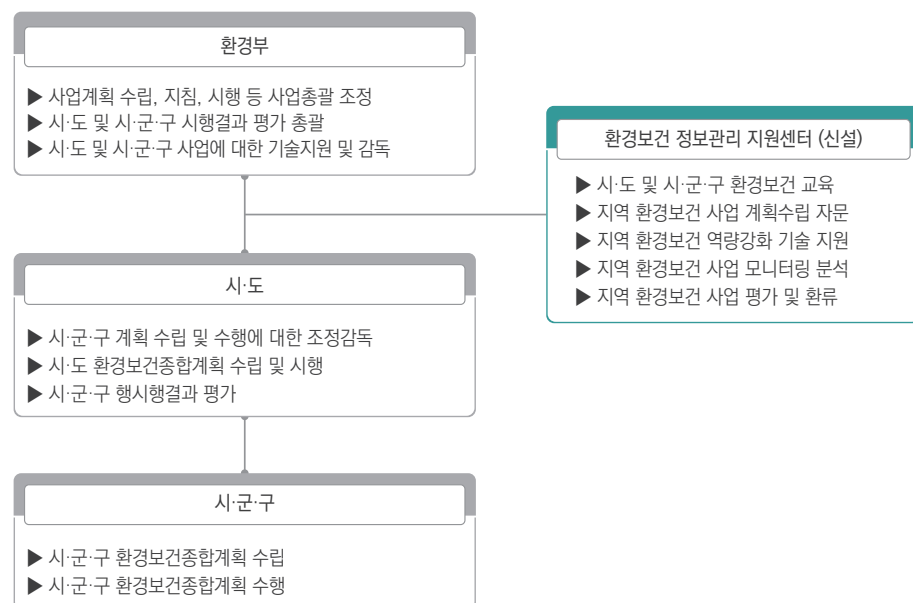 환경부
▶ 사업계획 수립, 지침, 시행 등 사업총괄 조정
▶ 시·도 및 시·군·구 시행결과 평가 총괄
▶ 시·도 및 시·군·구 사업에 대한 기술지원 및 감독
환경보건 정보관리 지원센터 (신설)
▶ 시·도 및 시·군·구 환경보건 교육
▶ 지역 환경보건 사업 계획수립 자문
▶ 지역 환경보건 역량강화 기술 지원
▶ 지역 환경보건 사업 모니터링 분석
▶ 지역 환경보건 사업 평가 및 환류
시·도
▶ 시·군·구 계획 수립 및 수행에 대한 조정감독
▶ 시·도 환경보건종합계획 수립 및 시행
▶ 시·군·구 행시행결과 평가
시·군·구
▶ 시·군·구 환경보건종합계획 수립
▶ 시·군·구 환경보건종합계획 수행